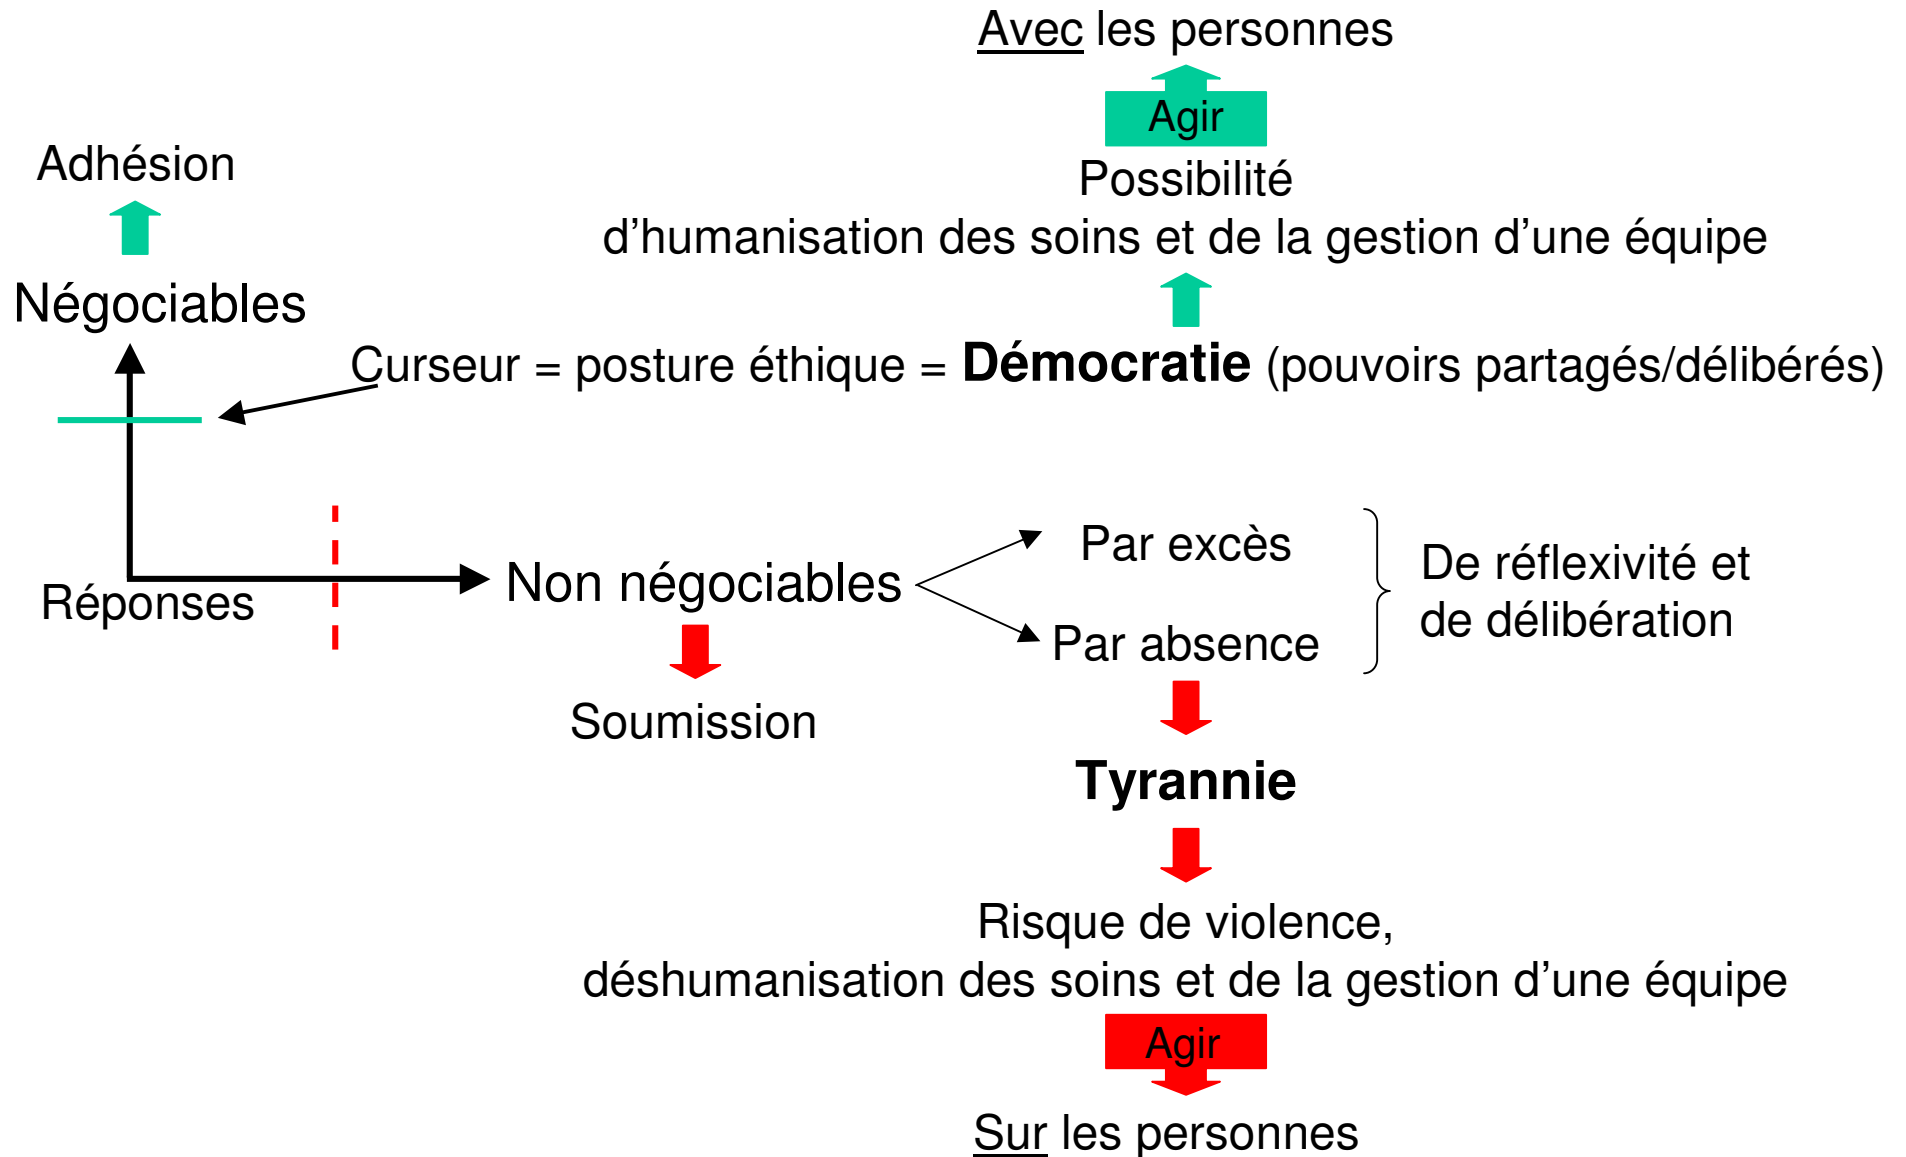 Avec les personnes
Agir
Adhésion
Possibilité
d’humanisation des soins et de la gestion d’une équipe
Négociables
Curseur = posture éthique = Démocratie (pouvoirs partagés/délibérés)
Réponses
Non négociables
Par excès
Par absence
De réflexivité et
de délibération
Soumission
Tyrannie
Risque de violence,
déshumanisation des soins et de la gestion d’une équipe
Agir
Sur les personnes